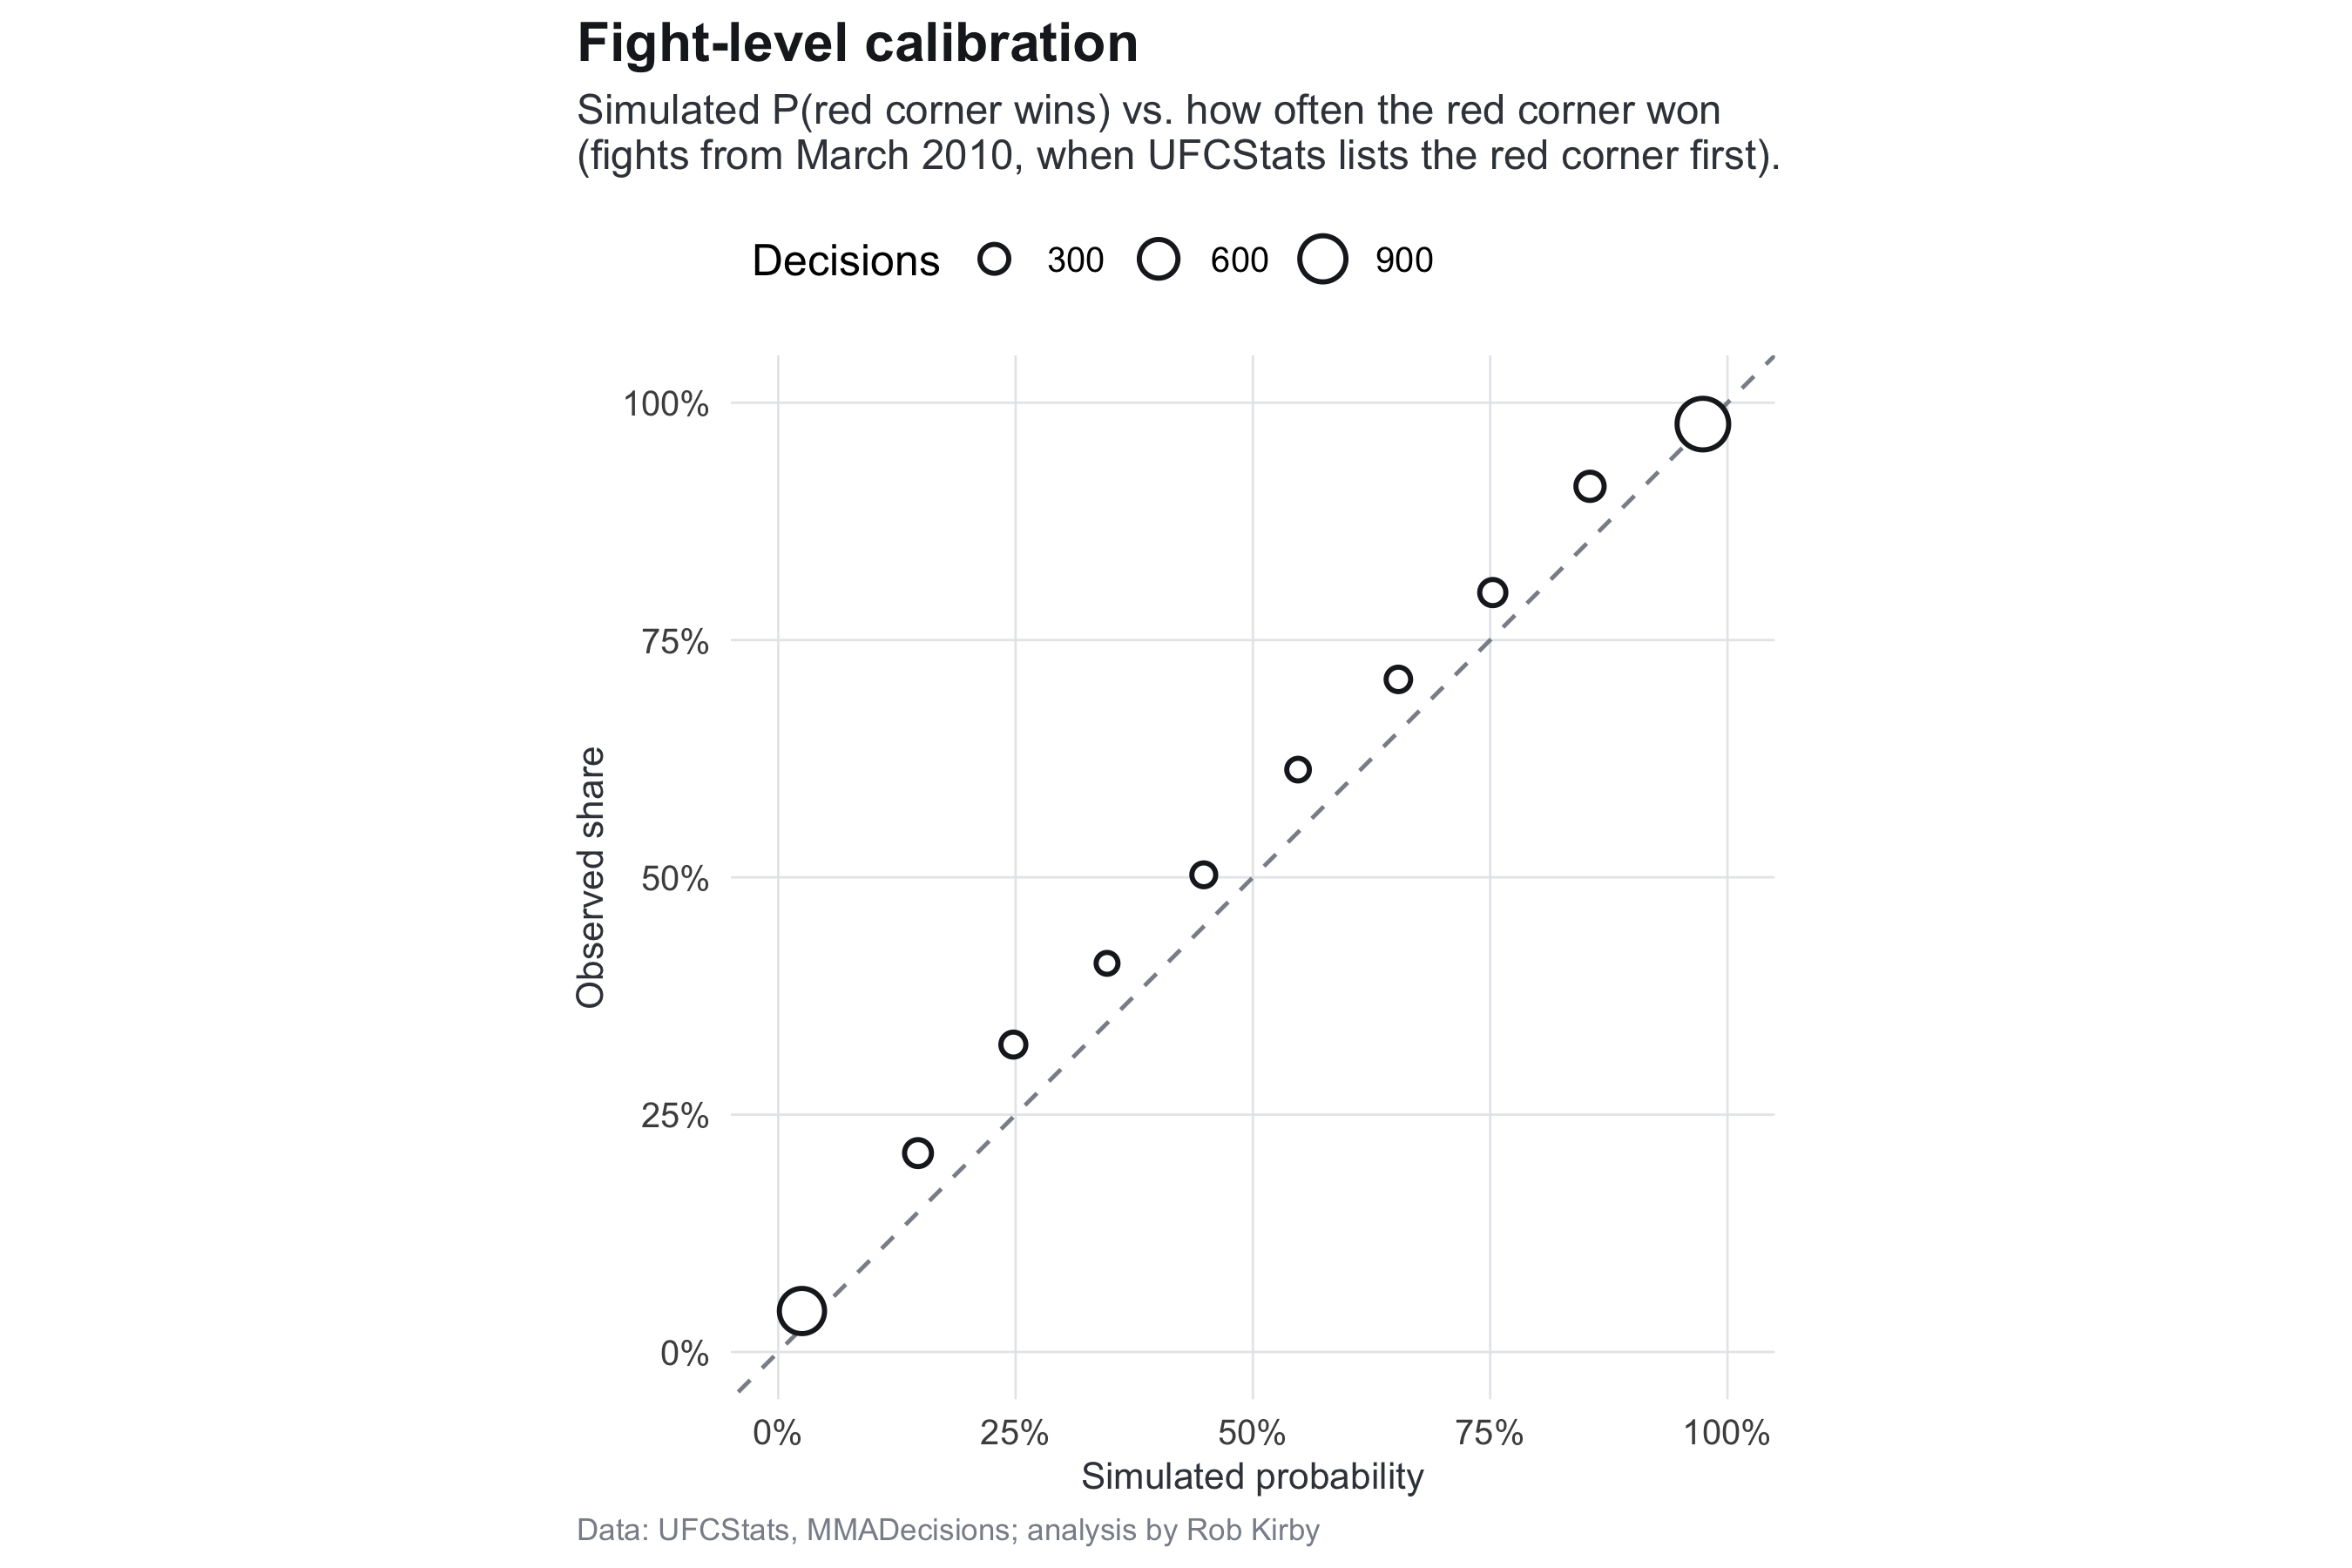 Fight-level calibration
Simulated P(red corner wins) vs. how often the red corner won
(fights from March 2010, when UFCStats lists the red corner first).
Decisions 300 600 900
100%
75%
50%
25%
0%
Observed share
0% 25% 50% 75% 100%
Simulated probability
Data: UFCStats, MMADecisions; analysis by Rob Kirby